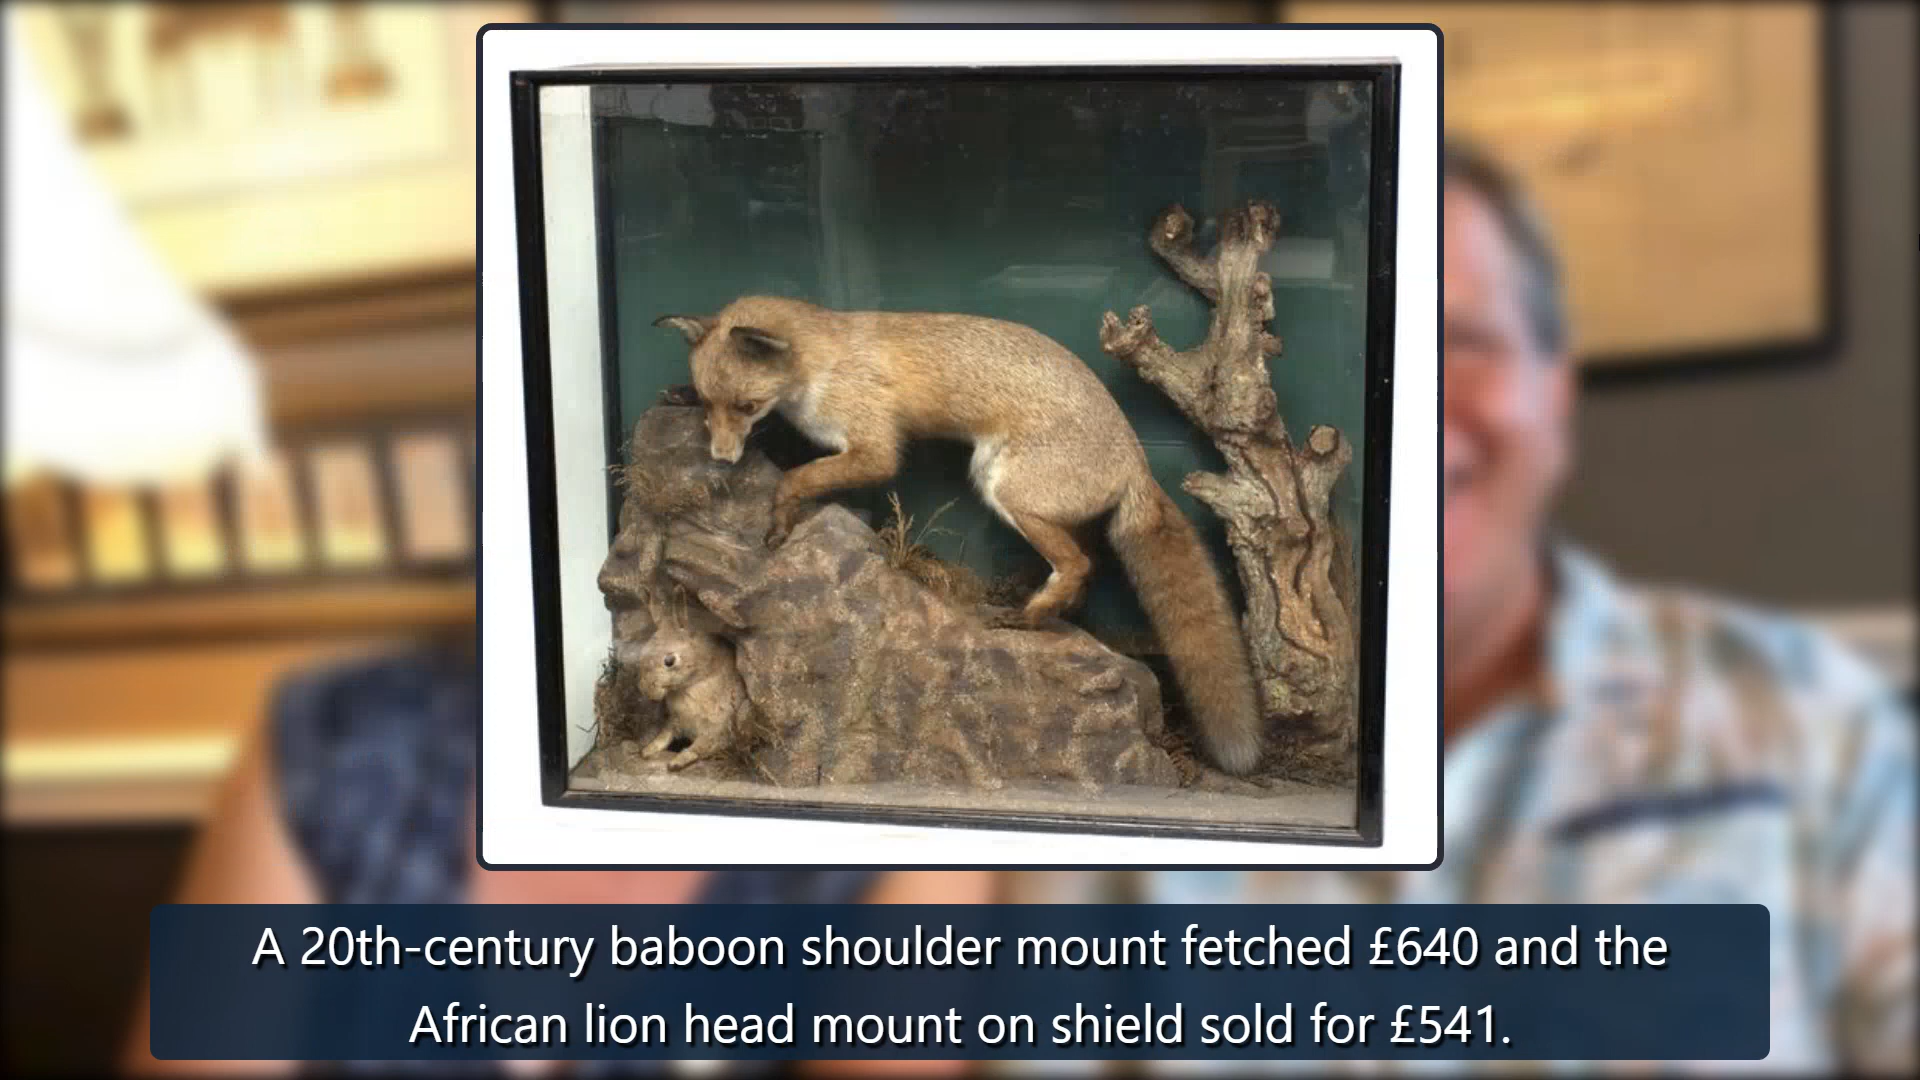 A 20th-century baboon shoulder mount fetched £640 and the
African lion head mount on shield sold for £541.